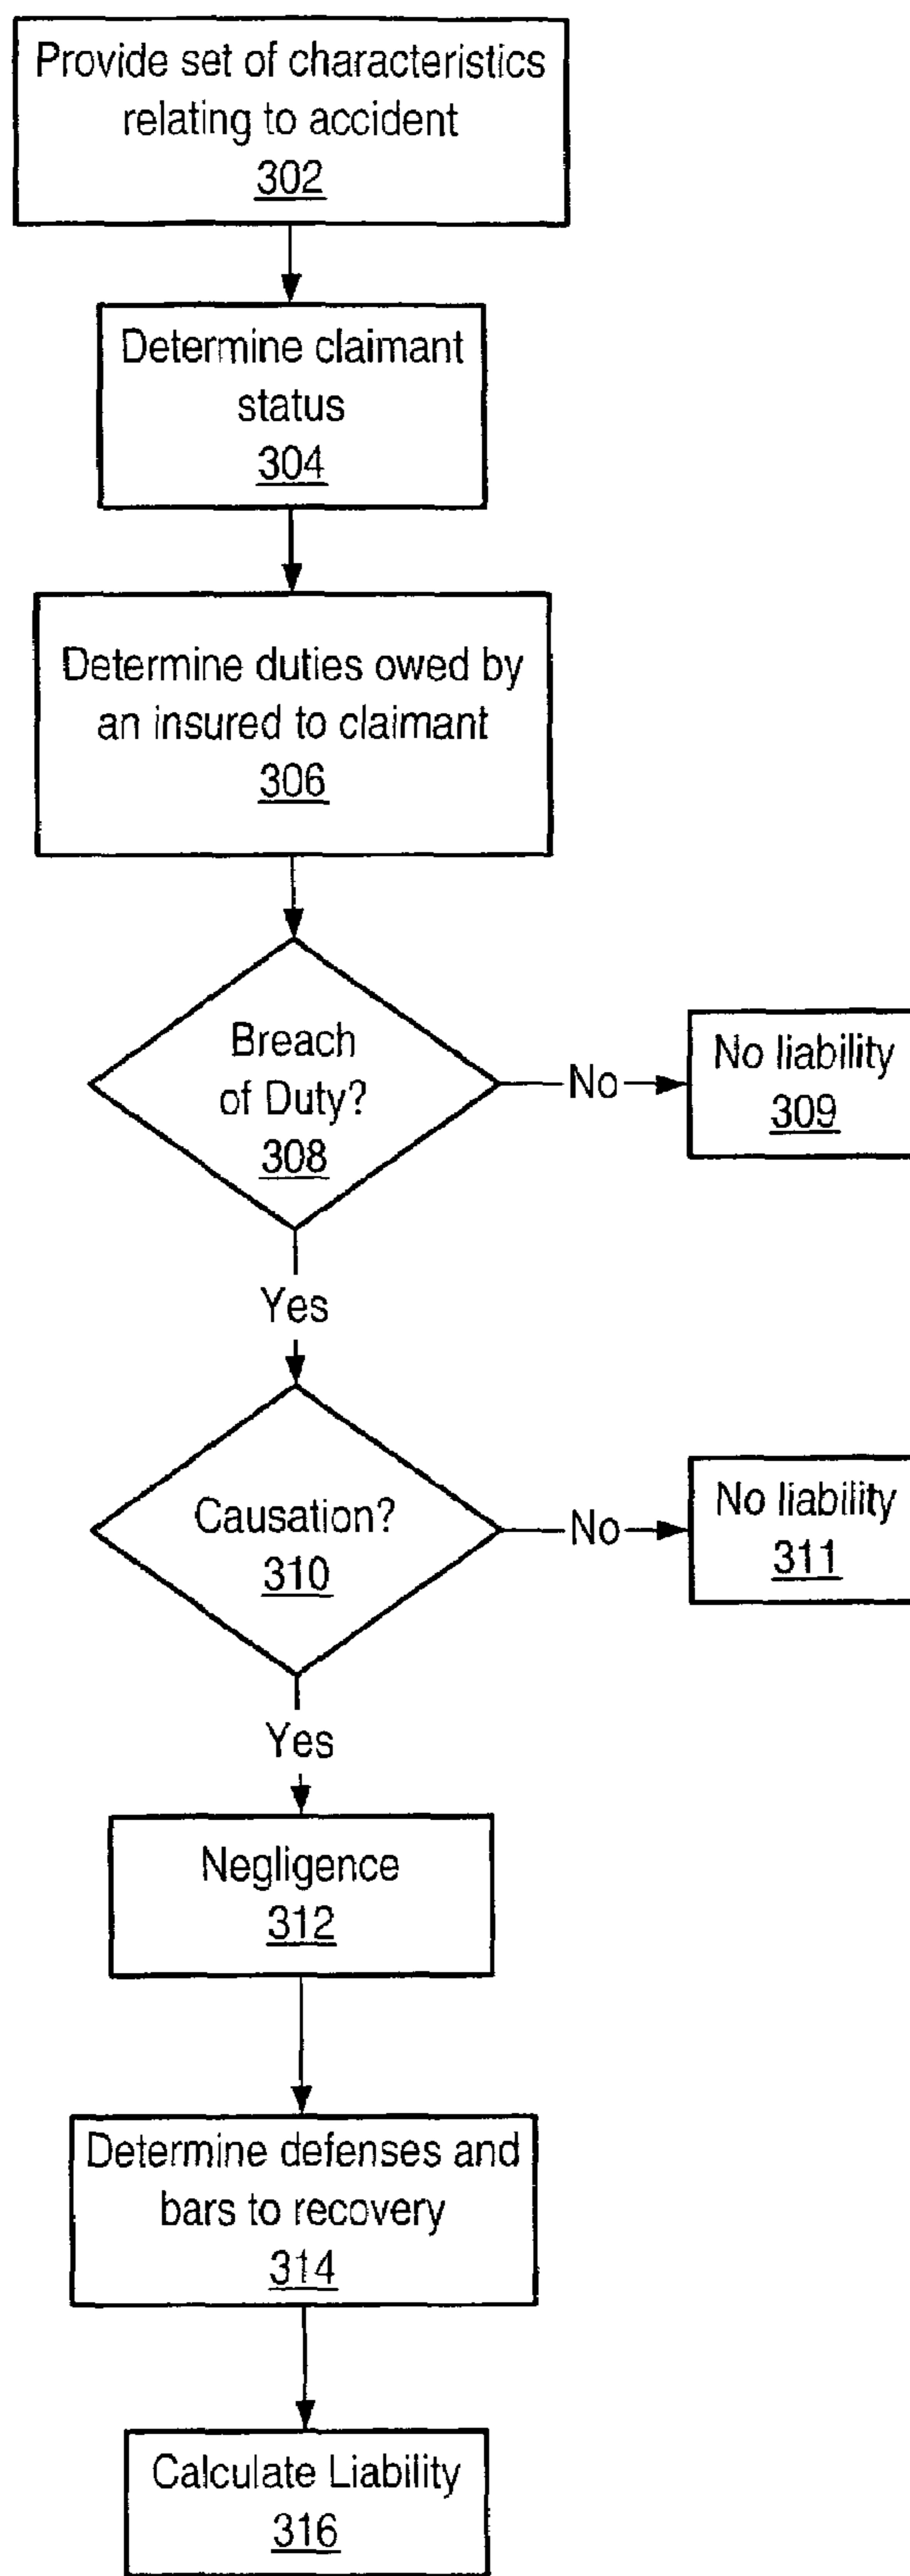 Provide set of characteristics
relating to accident
302
Determine claimant
status
304
Determine duties owed by
an insured to claimant
306
Breach
of Duty?
308
No
No liability
309
Yes
Causation?
310
No
No liability
311
Yes
Negligence
312
Determine defenses and
bars to recovery
314
Calculate Liability
316